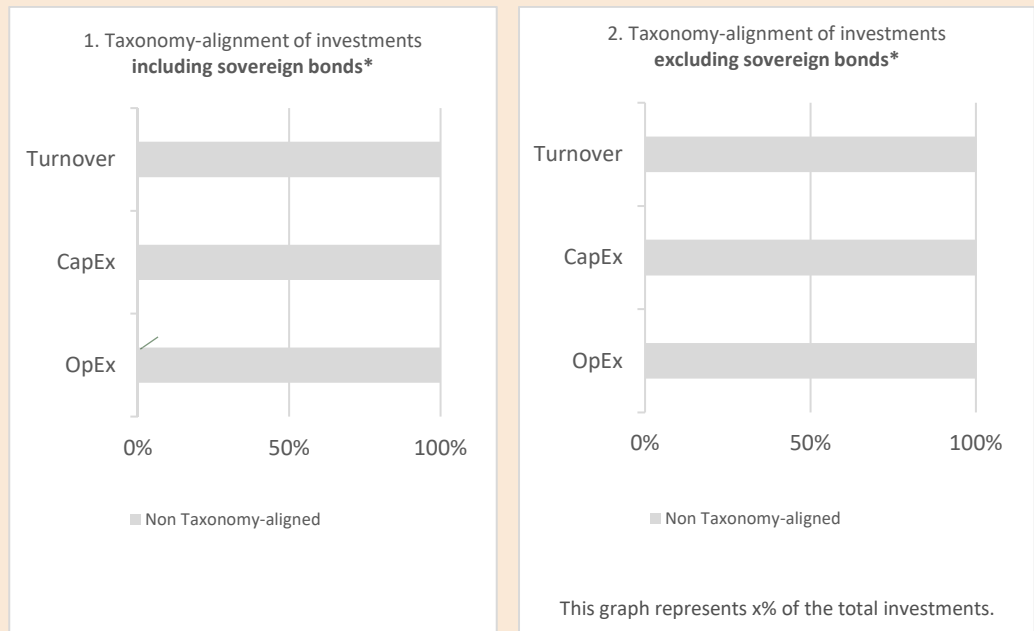 1. Taxonomy-alignment of investments
including sovereign bonds*
Turnover
CapEx
OpEx
0% 50% 100%
Non Taxonomy-aligned
2. Taxonomy-alignment of investments
excluding sovereign bonds*
Turnover
CapEx
OpEx
0% 50% 100%
Non Taxonomy-aligned
This graph represents x% of the total investments.